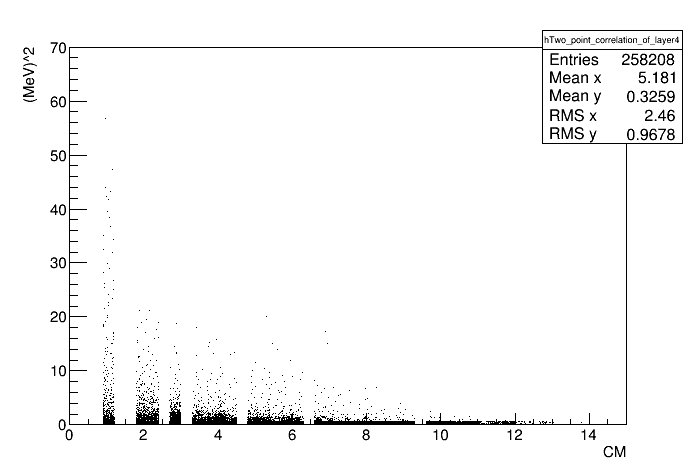 hTwo_point_correlation_of_layer4
Entries 258208
Mean x 5.181
Mean y 0.3259
RMS x 2.46
RMS y 0.9678
(MeV)^2
70
60
50
40
30
20
10
0
0 2 4 6 8 10 12 14
CM